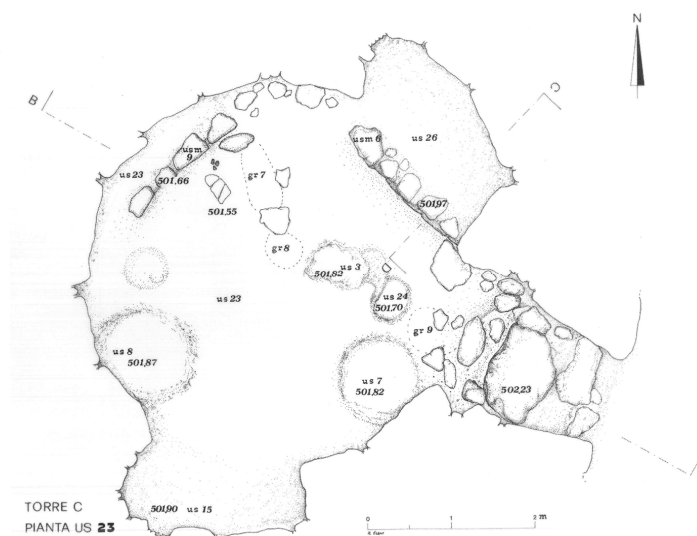 N
B
C
usm 6
us 26
usm
9
us 23
501,66
gr 7
501,97
501,55
gr 8
501,82
us 3
us 23
us 24
501,70
gr 9
us 8
501,87
us 7
501,82
502,23
TORRE C
PIANTA US 23
501,90 us 15
0 1 2 m